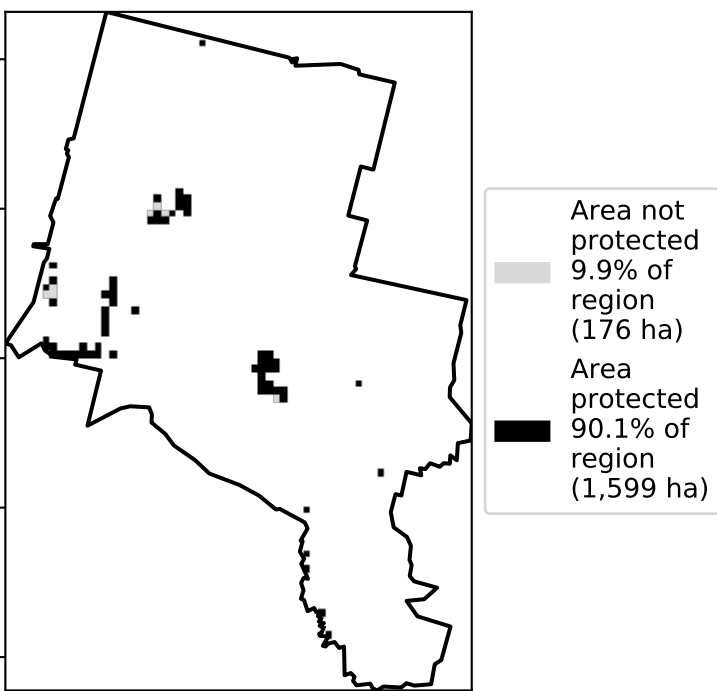 Area not
protected
9.9% of
region
(176 ha)
Area
protected
90.1% of
region
(1,599 ha)